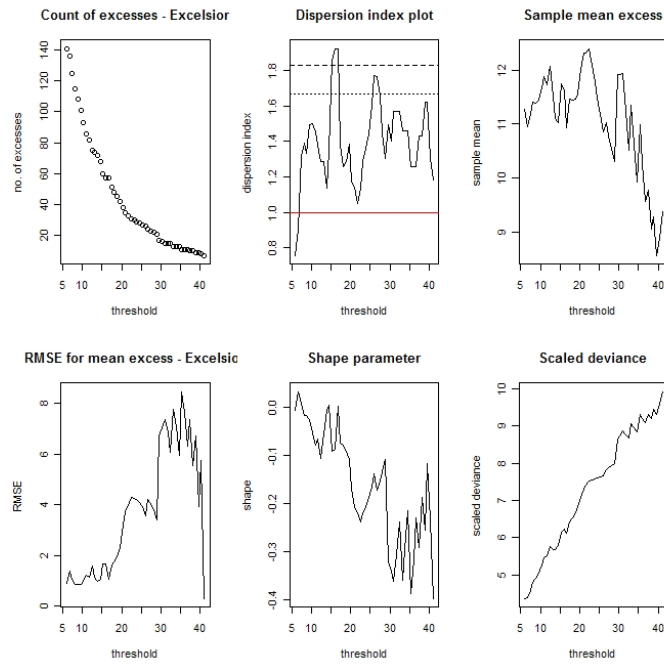 Count of excesses - Excelsior
no. of excesses
20 40 60 80 100 120 140
5 10 20 30 40
threshold
Dispersion index plot
dispersion index
0.8 1.0 1.2 1.4 1.6 1.8
5 10 20 30 40
threshold
Sample mean excess
sample mean
9 10 11 12
5 10 20 30 40
threshold
RMSE for mean excess - Excelsio
RMSE
0 2 4 6 8
5 10 20 30 40
threshold
Shape parameter
shape
-0.4 -0.3 -0.2 -0.1 0.0
5 10 20 30 40
threshold
Scaled deviance
scaled deviance
5 6 7 8 9 10
5 10 20 30 40
threshold